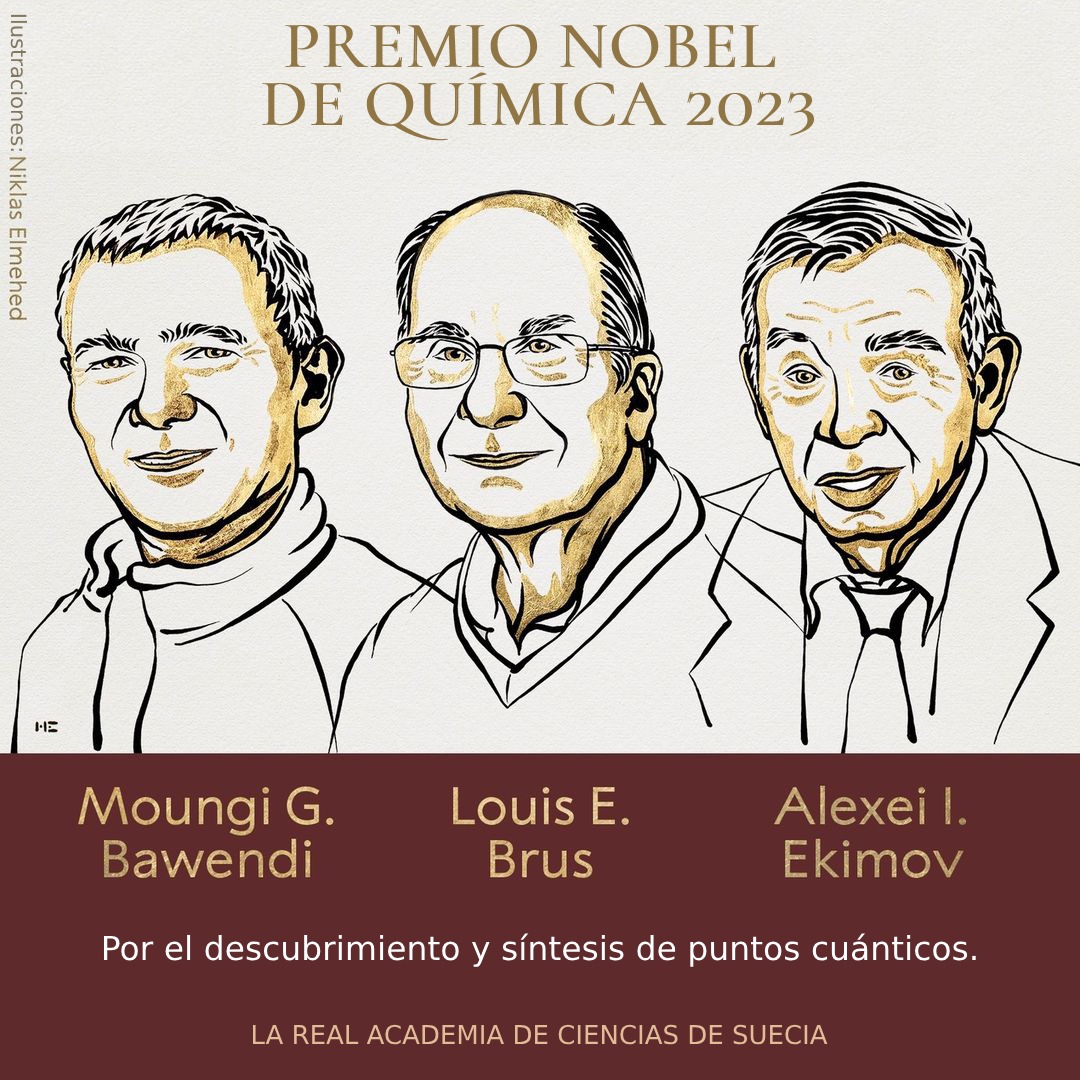 PREMIO NOBEL
DE QUÍMICA 2023
Ilustraciones: Niklas Elmehed
Moungi G.
Bawendi
Louis E.
Brus
Alexei I.
Ekimov
Por el descubrimiento y síntesis de puntos cuánticos.
LA REAL ACADEMIA DE CIENCIAS DE SUECIA